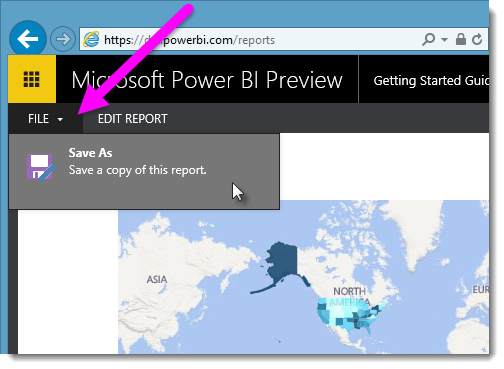 https://d powerbi.com/reports
Microsoft Power BI Preview
Getting Started Guid
FILE
EDIT REPORT
Save As
Save a copy of this report.
ASIA
NORTH
AMERICA